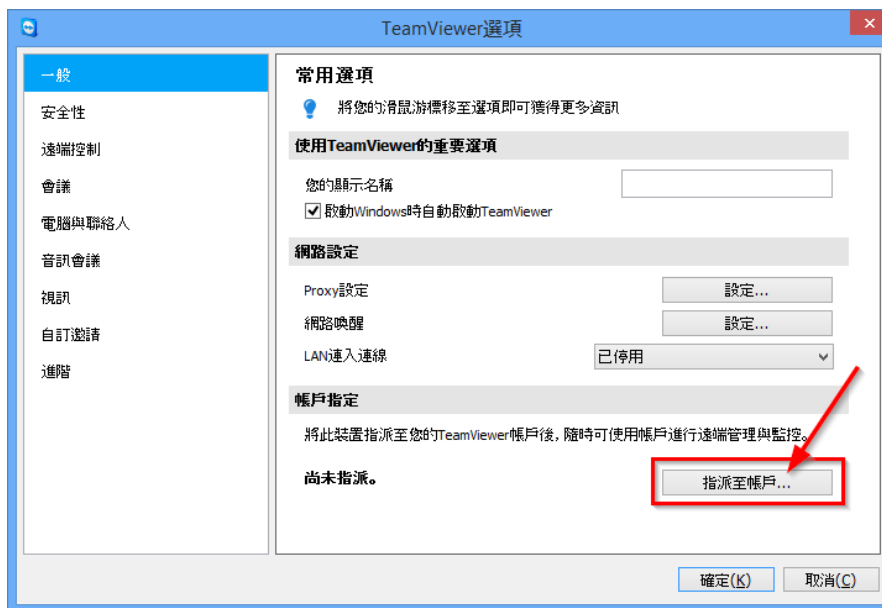 TeamViewer選項
一般
安全性
遠端控制
會議
電腦與聯絡人
音訊會議
視訊
自訂邀請
進階
常用選項
將您的滑鼠游標移至選項即可獲得更多資訊
使用TeamViewer的重要選項
您的顯示名稱
啟動Windows時自動啟動TeamViewer
網路設定
Proxy設定
設定...
網路喚醒
設定...
LAN連入連線
已停用
帳戶指定
將此裝置指派至您的TeamViewer帳戶後，隨時可使用帳戶進行遠端管理與監控。
尚未指派。
指派至帳戶...
確定(K)
取消(C)